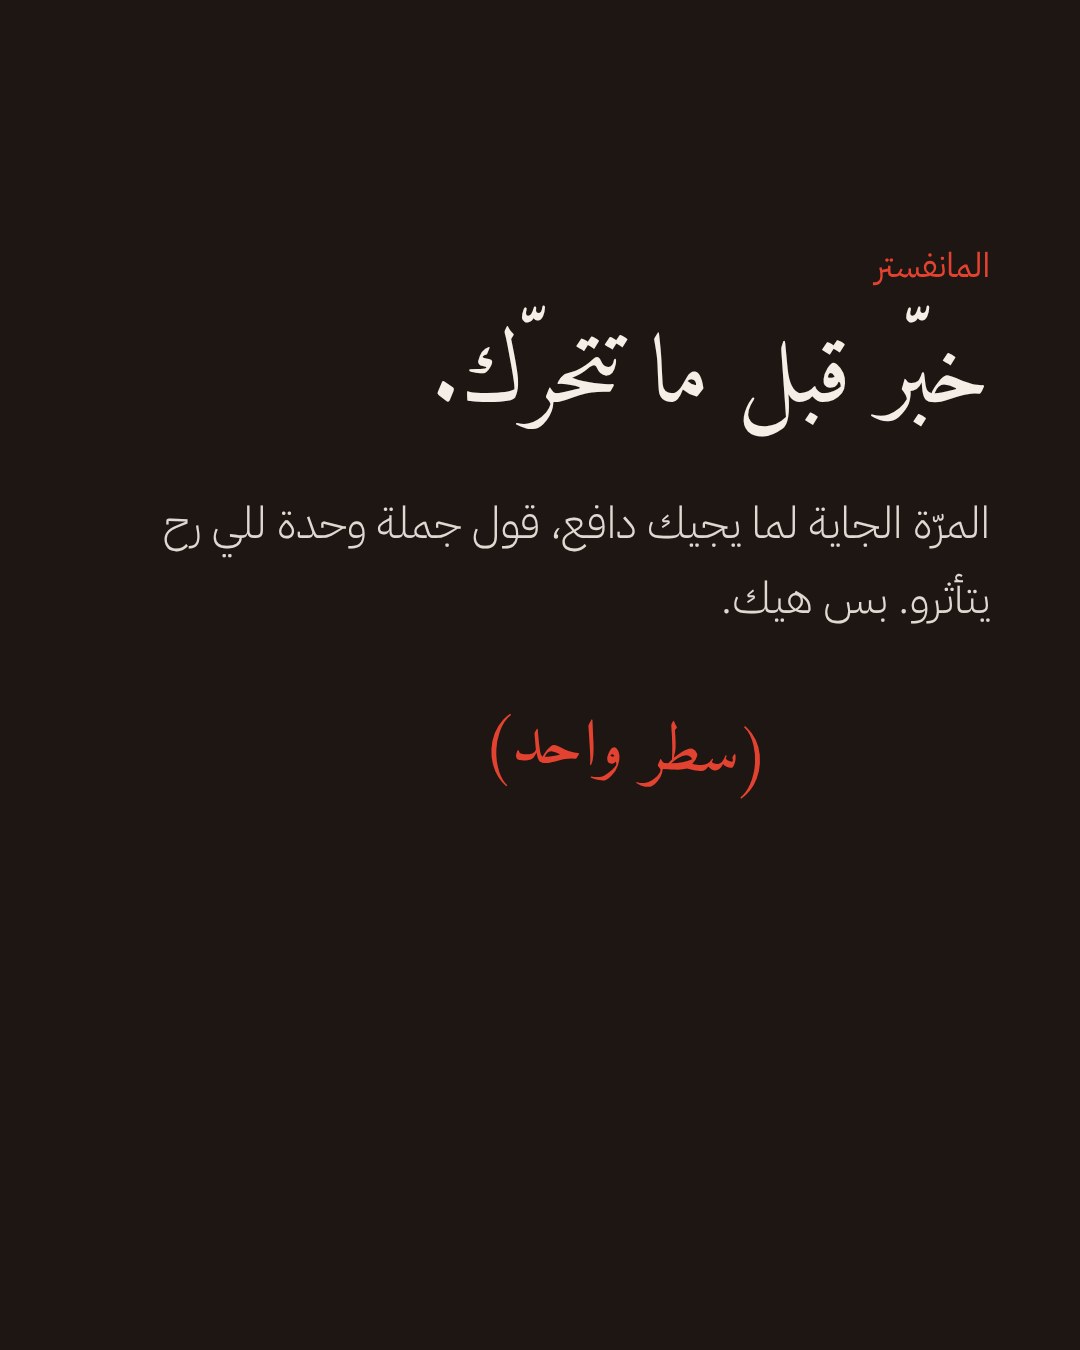 المانفستر
خبّر قبل ما تتحرّك.
المرّة الجاية لما يجيك دافع، قول جملة وحدة للي رح
يتأثرو. بس هيك.
(سطر واحد)